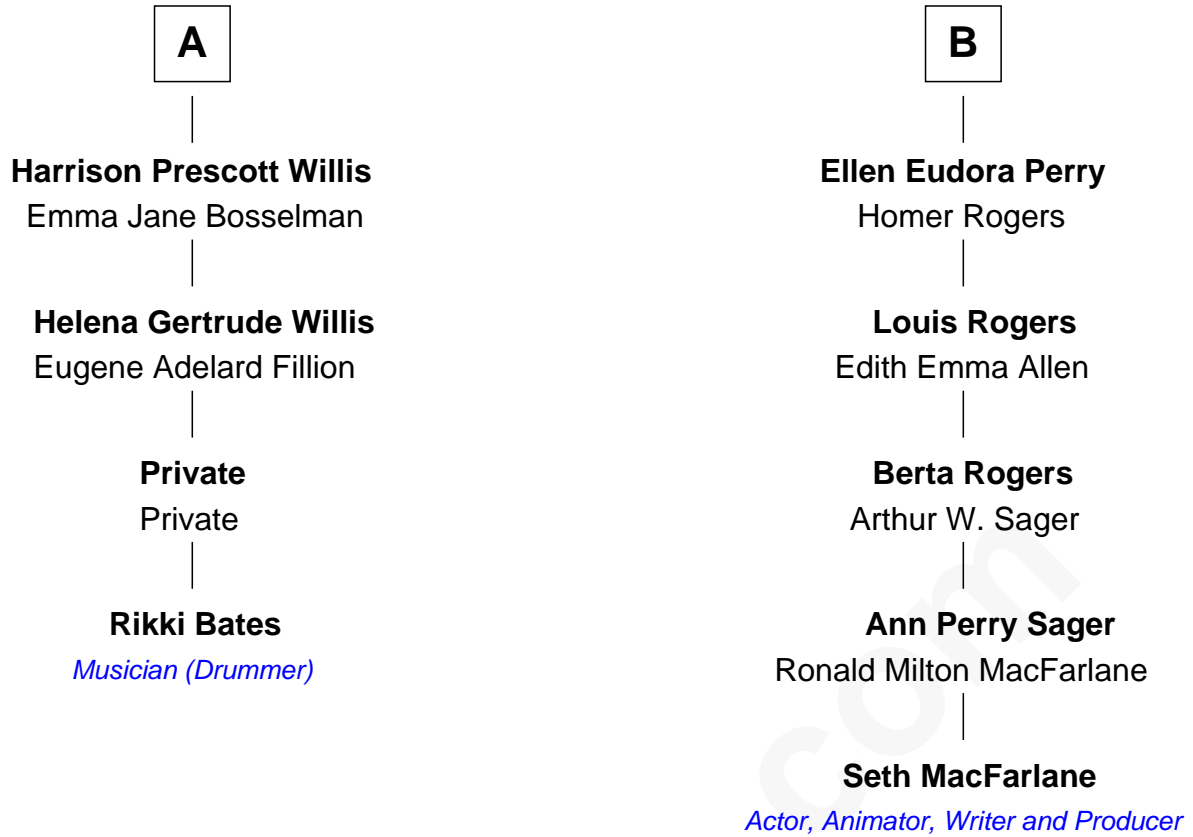 A
Harrison Prescott Willis
Emma Jane Bosselman
Helena Gertrude Willis
Eugene Adelard Fillion
Private
Private
Rikki Bates
Musician (Drummer)
B
Ellen Eudora Perry
Homer Rogers
Louis Rogers
Edith Emma Allen
Berta Rogers
Arthur W. Sager
Ann Perry Sager
Ronald Milton MacFarlane
Seth MacFarlane
Actor, Animator, Writer and Producer
com